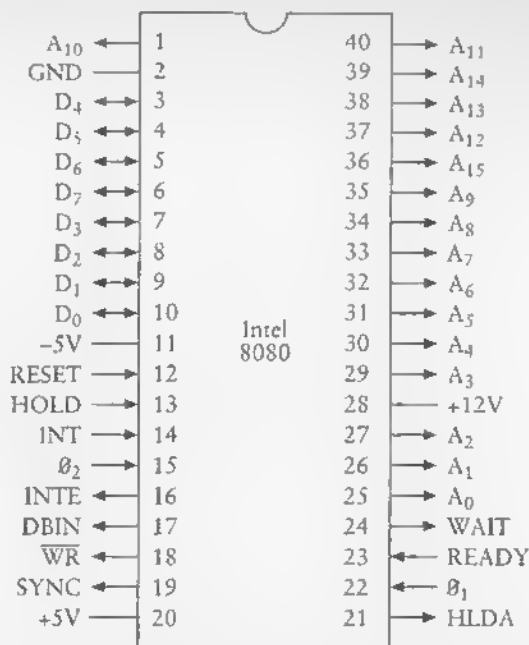 A10 1 40 A11
GND 2 39 A14
D4 3 38 A13
D5 4 37 A12
D6 5 36 A15
D7 6 35 A9
D3 7 34 A8
D2 8 33 A7
D1 9 32 A6
D0 10 31 A5
Intel
8080
-5V 11 30 A4
RESET 12 29 A3
HOLD 13 28 +12V
INT 14 27 A2
Ø2 15 26 A1
INTE 16 25 A0
DBIN 17 24 WAIT
WR 18 23 READY
SYNC 19 22 Ø1
+5V 20 21 HLDA